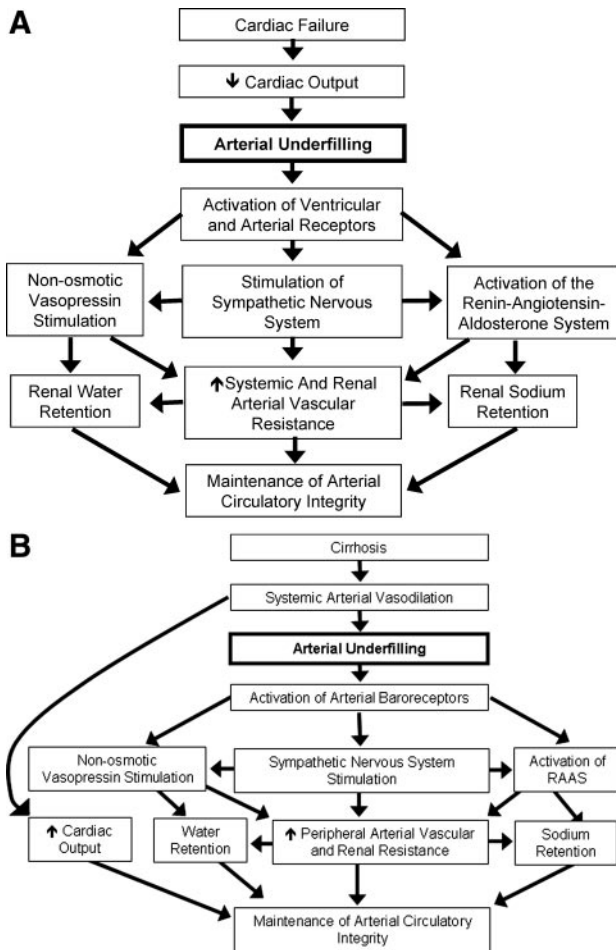 A
Cardiac Failure
↓ Cardiac Output
Arterial Underfilling
Activation of Ventricular
and Arterial Receptors
Non-osmotic
Vasopressin
Stimulation
Stimulation of
Sympathetic Nervous
System
Activation of the
Renin-Angiotensin-
Aldosterone System
Renal Water
Retention
↑Systemic And Renal
Arterial Vascular
Resistance
Renal Sodium
Retention
Maintenance of Arterial
Circulatory Integrity
B
Cirrhosis
Systemic Arterial Vasodilation
Arterial Underfilling
Activation of Arterial Baroreceptors
Non-osmotic
Vasopressin Stimulation
Sympathetic Nervous System
Stimulation
Activation of
RAAS
↑ Cardiac
Output
Water
Retention
↑ Peripheral Arterial Vascular
and Renal Resistance
Sodium
Retention
Maintenance of Arterial Circulatory
Integrity